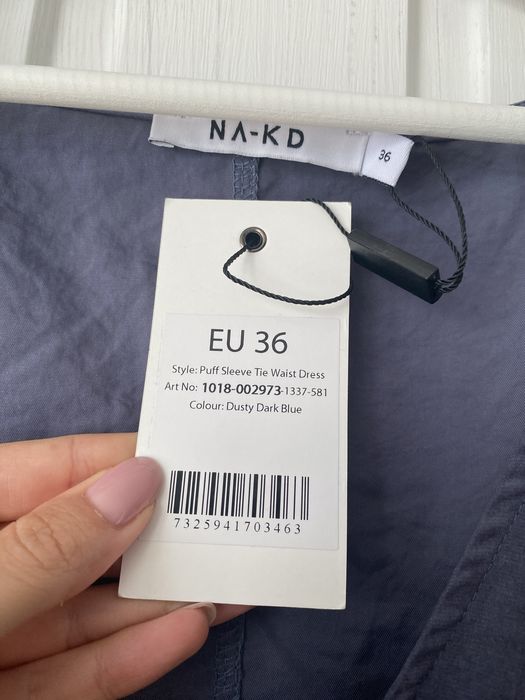 NA-KD
36
EU 36
Style: Puff Sleeve Tie Waist Dress
Art No: 1018-002973-1337-581
Colour: Dusty Dark Blue
7325941703463